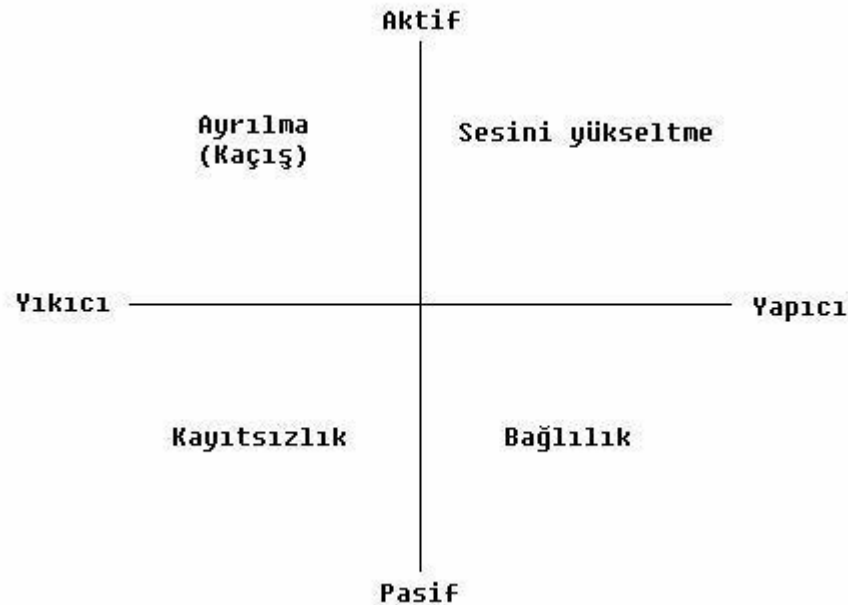 Aktif
Ayrılma
(Kaçış)
Sesini yükseltme
Yıkıcı
Yapıcı
Kayıtsızlık
Bağlılık
Pasif